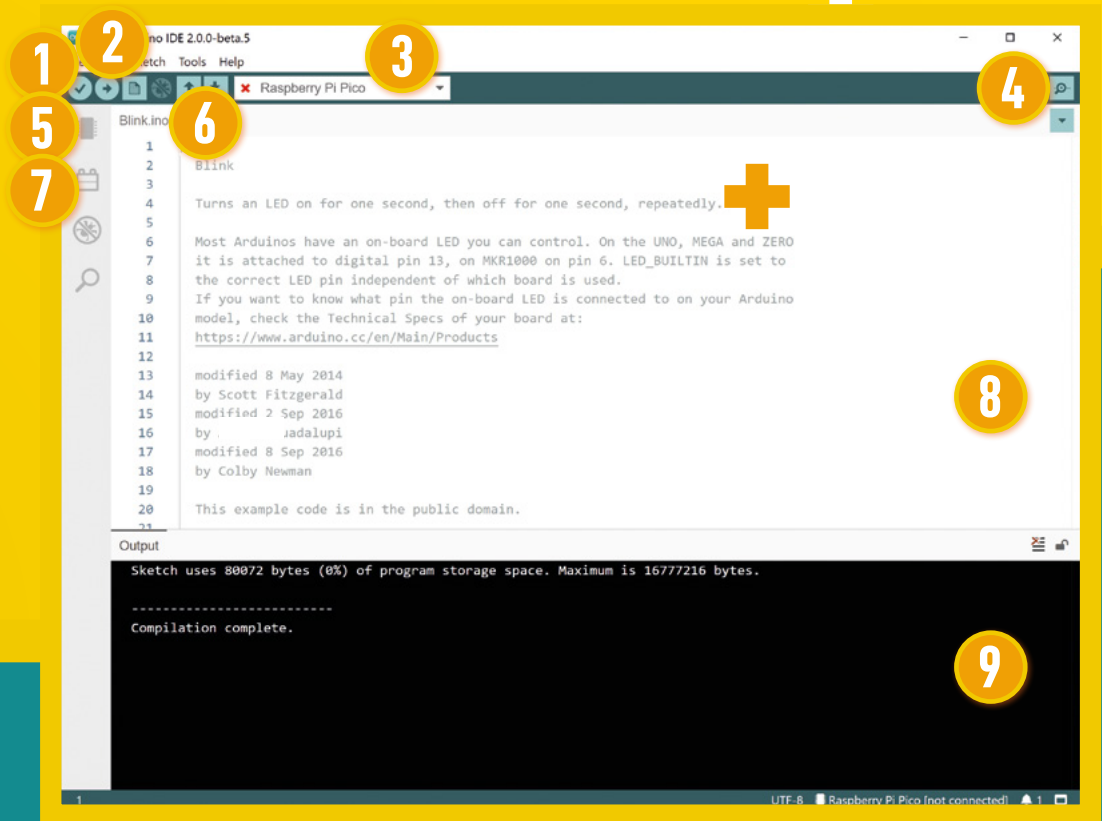 1
2
no IDE 2.0.0-beta.5
3
etch Tools Help
4
Raspberry Pi Pico
5
Blink.ino
6
7
1
2 Blink
3
4 Turns an LED on for one second, then off for one second, repeatedly.
5
6 Most Arduinos have an on-board LED you can control. On the UNO, MEGA and ZERO
7 it is attached to digital pin 13, on MKR1000 on pin 6. LED_BUILTIN is set to
8 the correct LED pin independent of which board is used.
9 If you want to know what pin the on-board LED is connected to on your Arduino
10 model, check the Technical Specs of your board at:
11 https://www.arduino.cc/en/Main/Products
12
13 modified 8 May 2014
14 by Scott Fitzgerald
15 modified 2 Sep 2016
16 by adalupi
17 modified 8 Sep 2016
18 by Colby Newman
19
20 This example code is in the public domain.
21
8
Output
Sketch uses 80072 bytes (0%) of program storage space. Maximum is 16777216 bytes.
--------------------------
Compilation complete.
9
1 UTF-8 Raspberry Pi Pico [not connected] 1